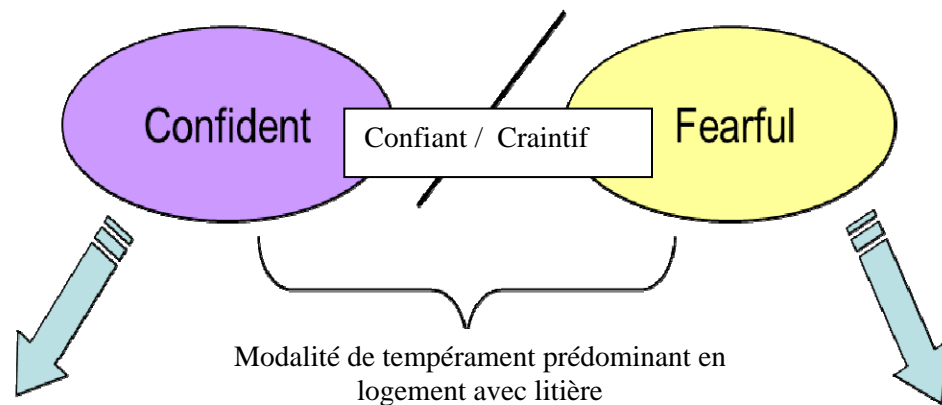 Confident
Confiant / Craintif
Fearful
Modalité de tempérament prédominant en
logement avec litière